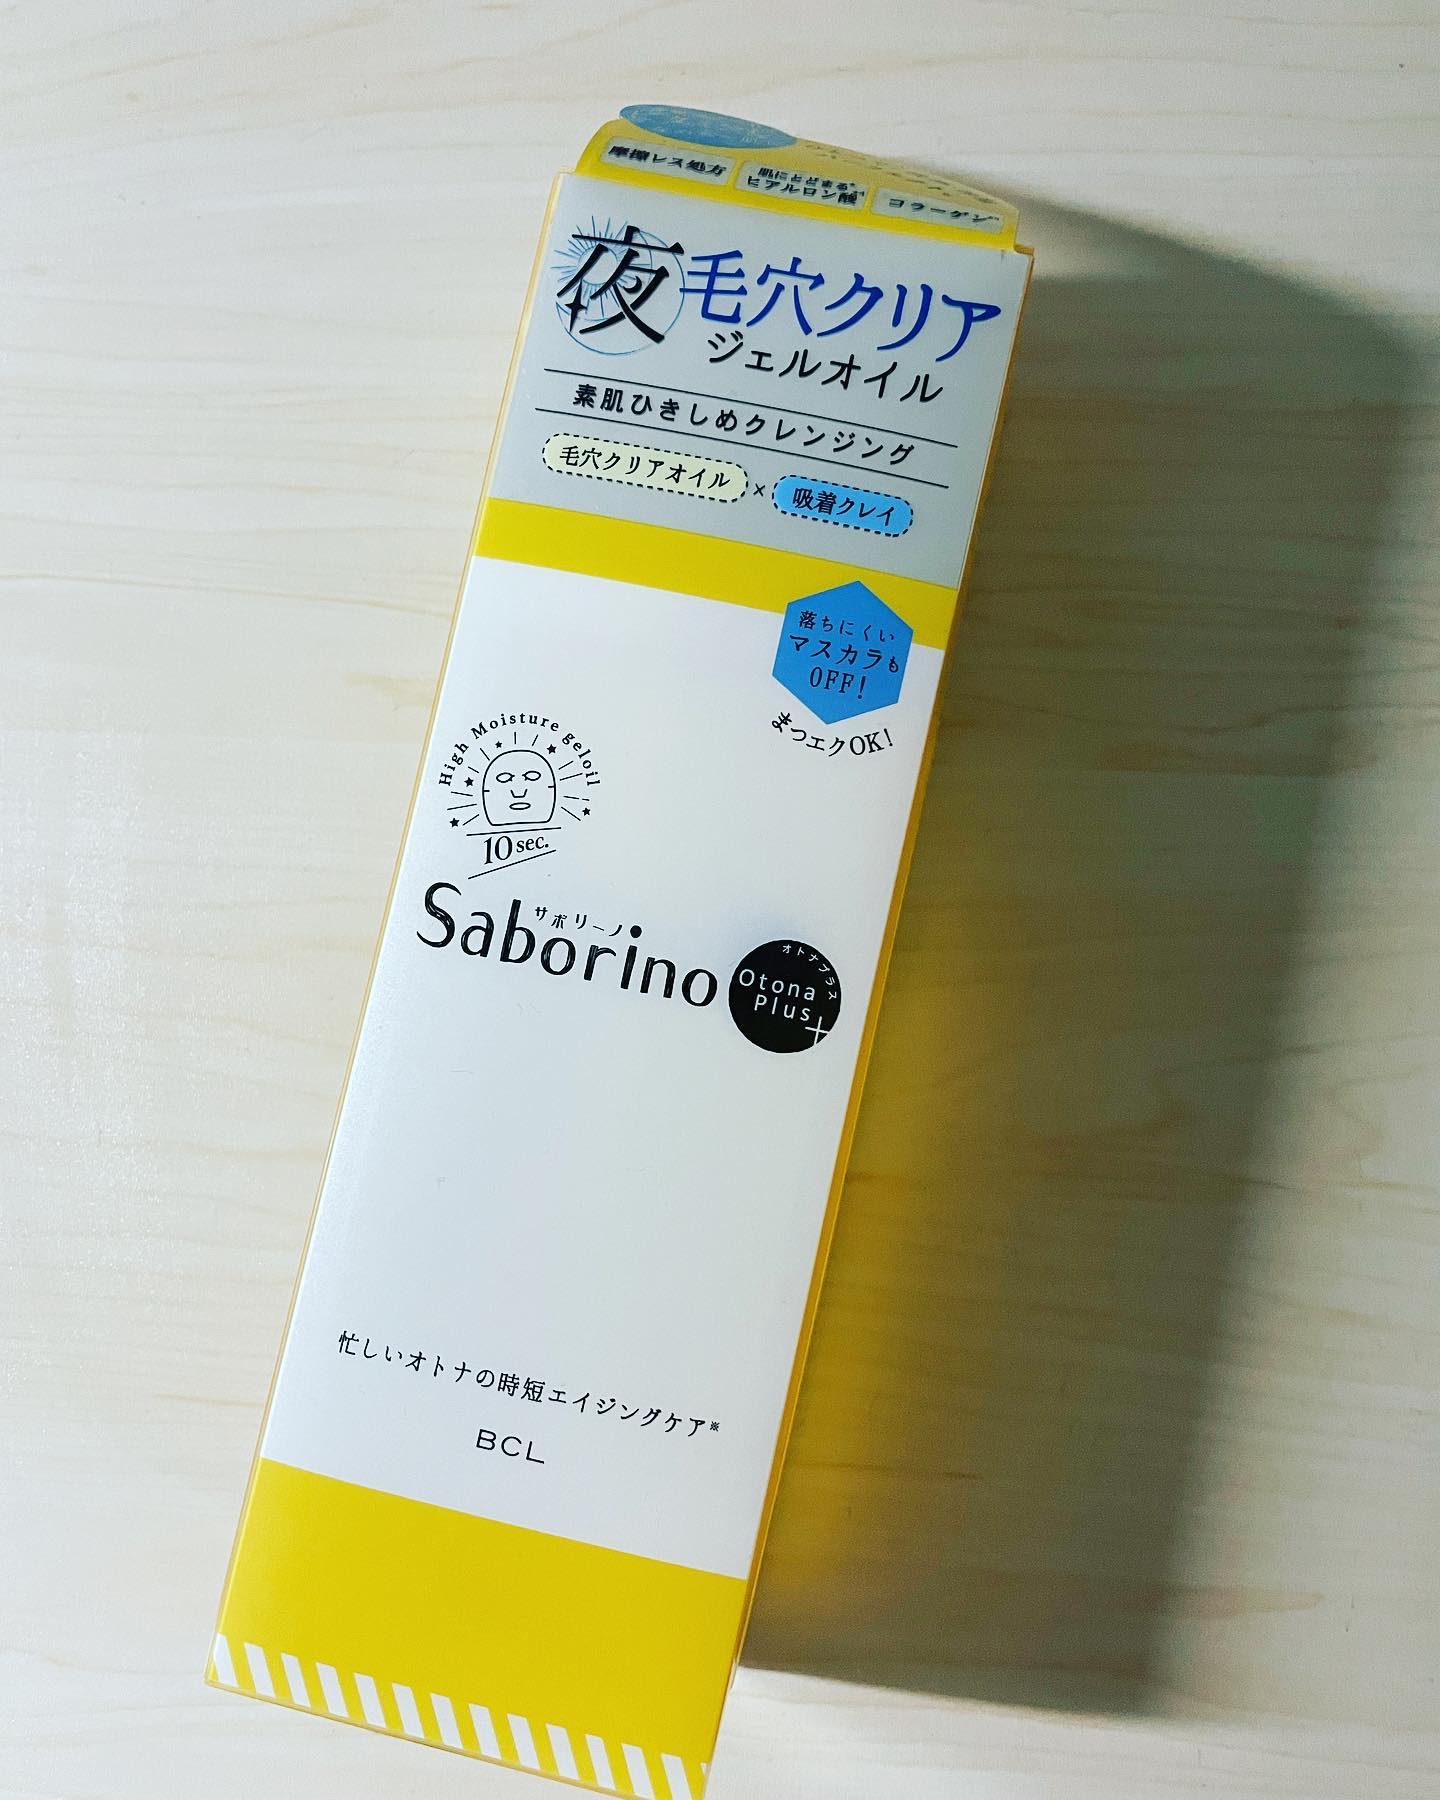 摩擦レス処方
肌にとどまる
ヒアルロン酸
コラーゲン
夜 毛穴クリア
ジェルオイル
素肌ひきしめクレンジング
毛穴クリアオイル × 吸着クレイ
落ちにくい
マスカラも
OFF!
まつエクOK!
High Moisture geloil
10 sec.
サボリーノ
Saborino
オトナプラス
Otona
Plus+
忙しいオトナの時短エイジングケア※
BCL